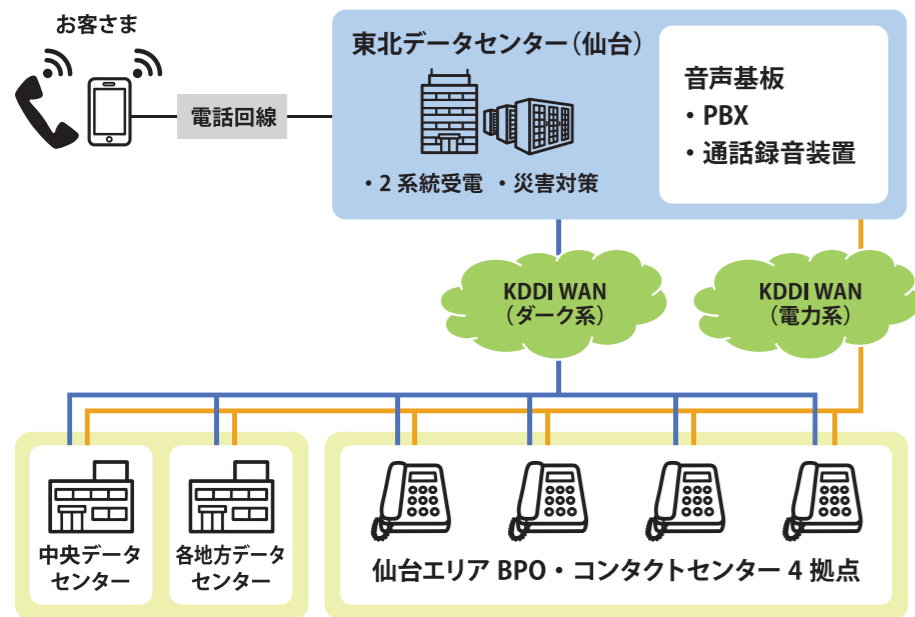 お客さま
電話回線
東北データセンター（仙台）
・2 系統受電 ・災害対策
音声基板
・PBX
・通話録音装置
KDDI WAN
（ダーク系）
KDDI WAN
（電力系）
中央データ
センター
各地方データ
センター
仙台エリア BPO・コンタクトセンター 4 拠点